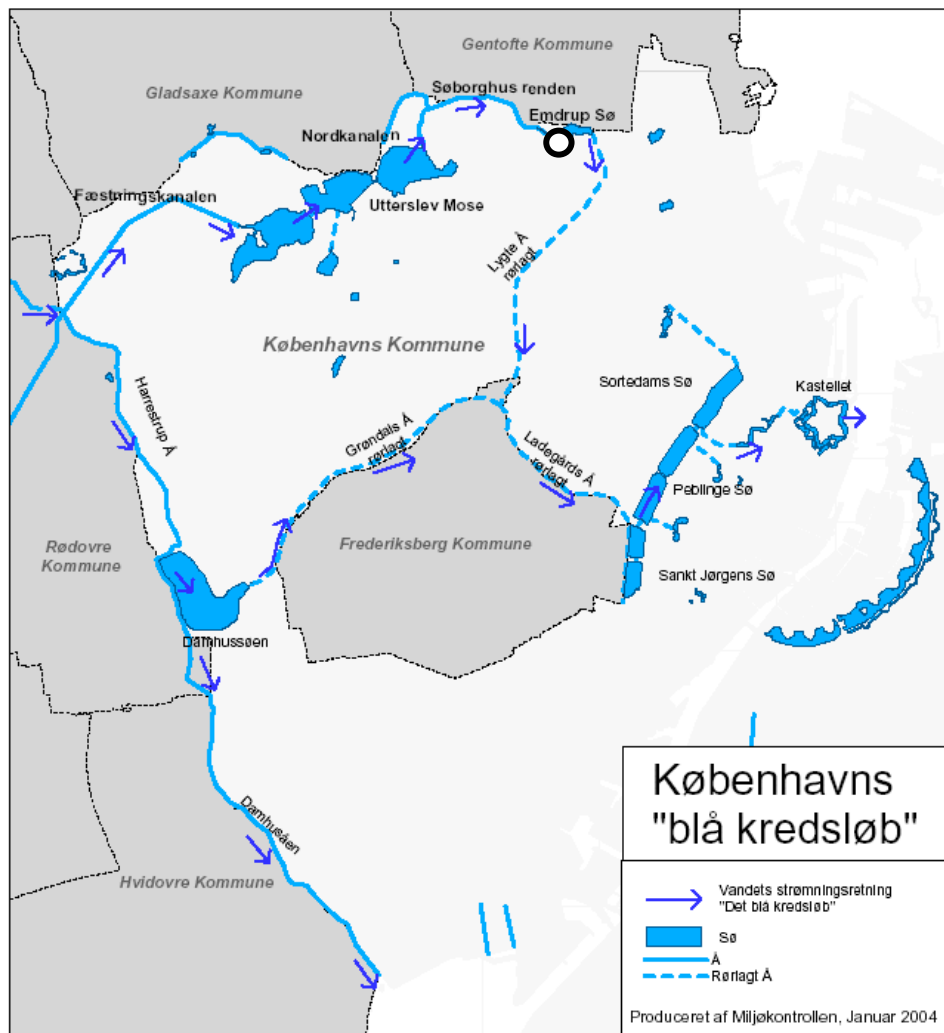 Gentofte Kommune
Gladsaxe Kommune
Søborghus renden
Emdrup Sø
Nordkanalen
Fæstningskanalen
Utterslev Mose
Lygte Å
rørlagt
Københavns Kommune
Sortedams Sø
Kastellet
Harrestrup Å
Grøndals Å
rørlagt
Ladegårds Å
rørlagt
Peblinge Sø
Rødovre
Kommune
Frederiksberg Kommune
Sankt Jørgens Sø
Damhussøen
Damhusåen
Hvidovre Kommune
Københavns
"blå kredsløb"
Vandets strømningsretning
"Det blå kredsløb"
Sø
Å
Rørlagt Å
Produceret af Miljøkontrollen, Januar 2004